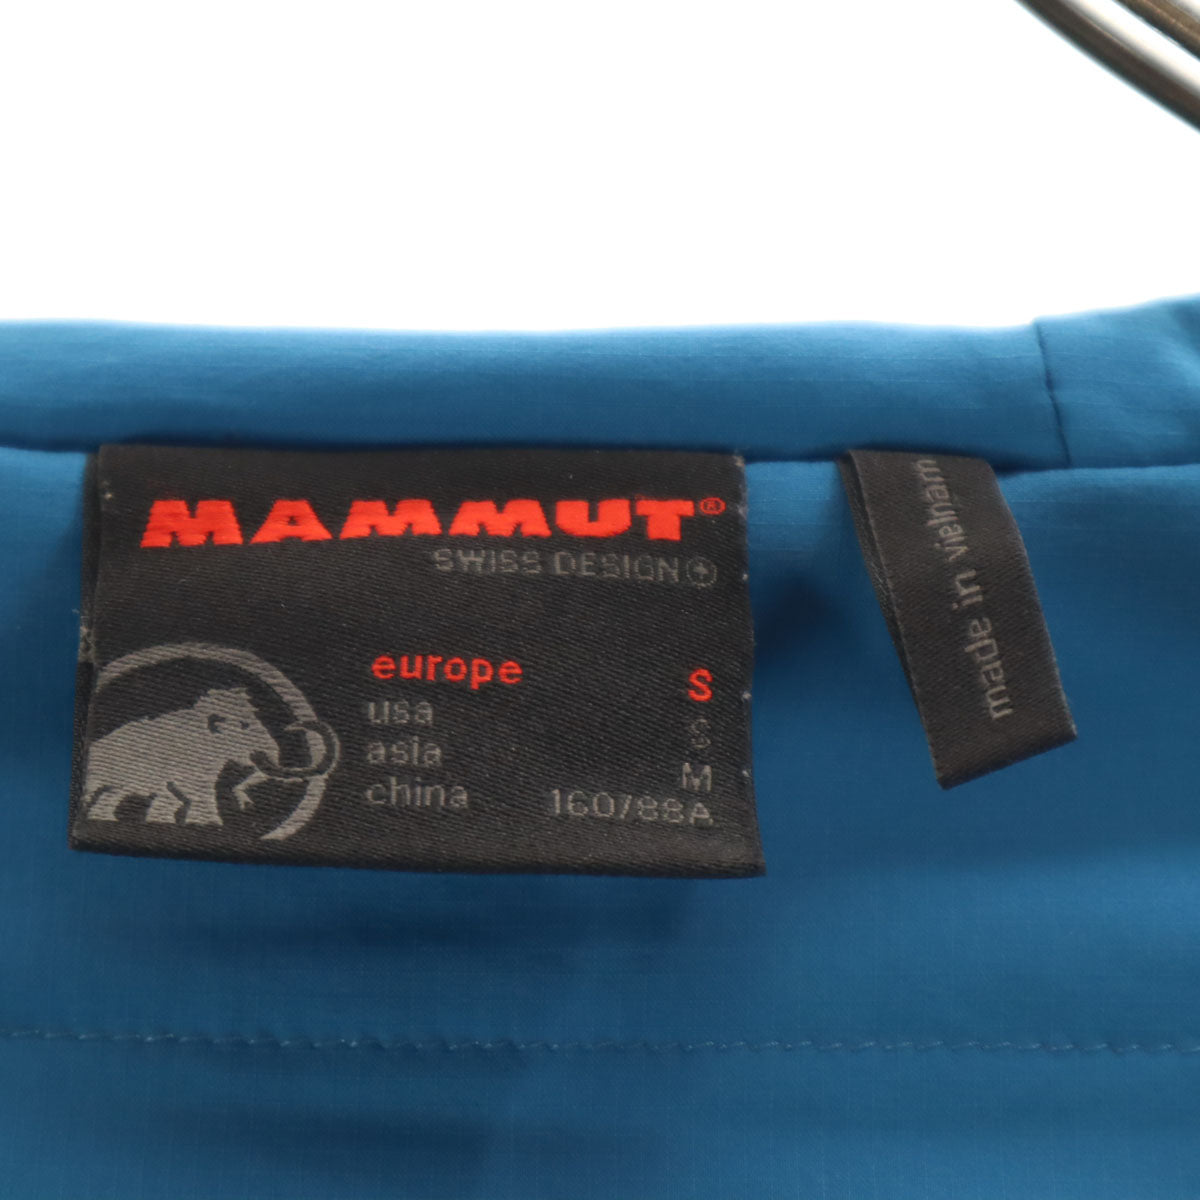 MAMMUT®
SWISS DESIGN
europe S
usa S
asia M
china 160/88A
made in vietnam